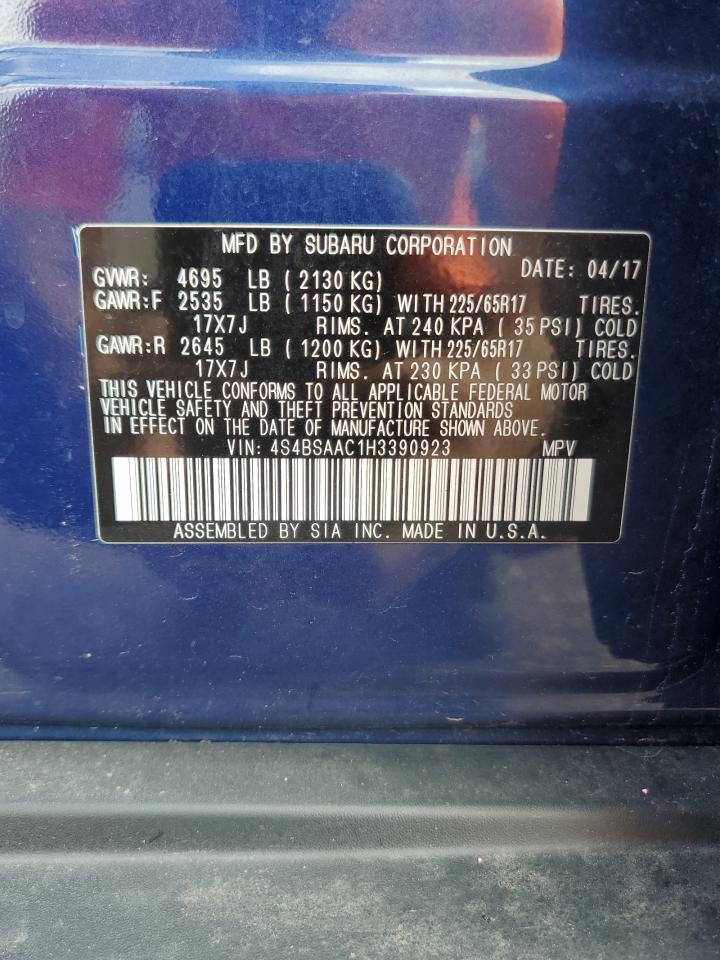 MFD BY SUBARU CORPORATION
DATE: 04/17
GVWR: 4695 LB ( 2130 KG)
GAWR:F 2535 LB ( 1150 KG) WITH 225/65R17 TIRES.
17X7J RIMS. AT 240 KPA ( 35 PSI) COLD
GAWR:R 2645 LB ( 1200 KG) WITH 225/65R17 TIRES.
17X7J RIMS. AT 230 KPA ( 33 PSI) COLD
THIS VEHICLE CONFORMS TO ALL APPLICABLE FEDERAL MOTOR
VEHICLE SAFETY AND THEFT PREVENTION STANDARDS
IN EFFECT ON THE DATE OF MANUFACTURE SHOWN ABOVE.
VIN: 4S4BSAAC1H3390923 MPV
ASSEMBLED BY SIA INC. MADE IN U.S.A.